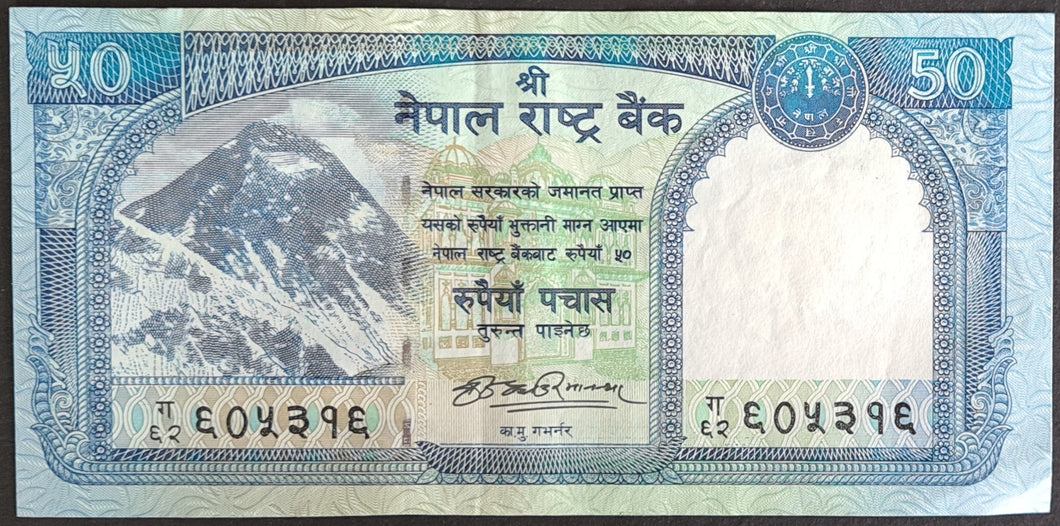 ५०
50
श्री
नेपाल राष्ट्र बैंक
नेपाल सरकारको जमानत प्राप्त
यसको रुपैयाँ भुक्तानी माग्न आएमा
नेपाल राष्ट्र बैंकबाट रुपैयाँ ५०
रुपैयाँ पचास
तुरुन्त पाइनेछ
का.मु गभर्नर
ग
६२ ६०५३१६
ग
६२ ६०५३१६